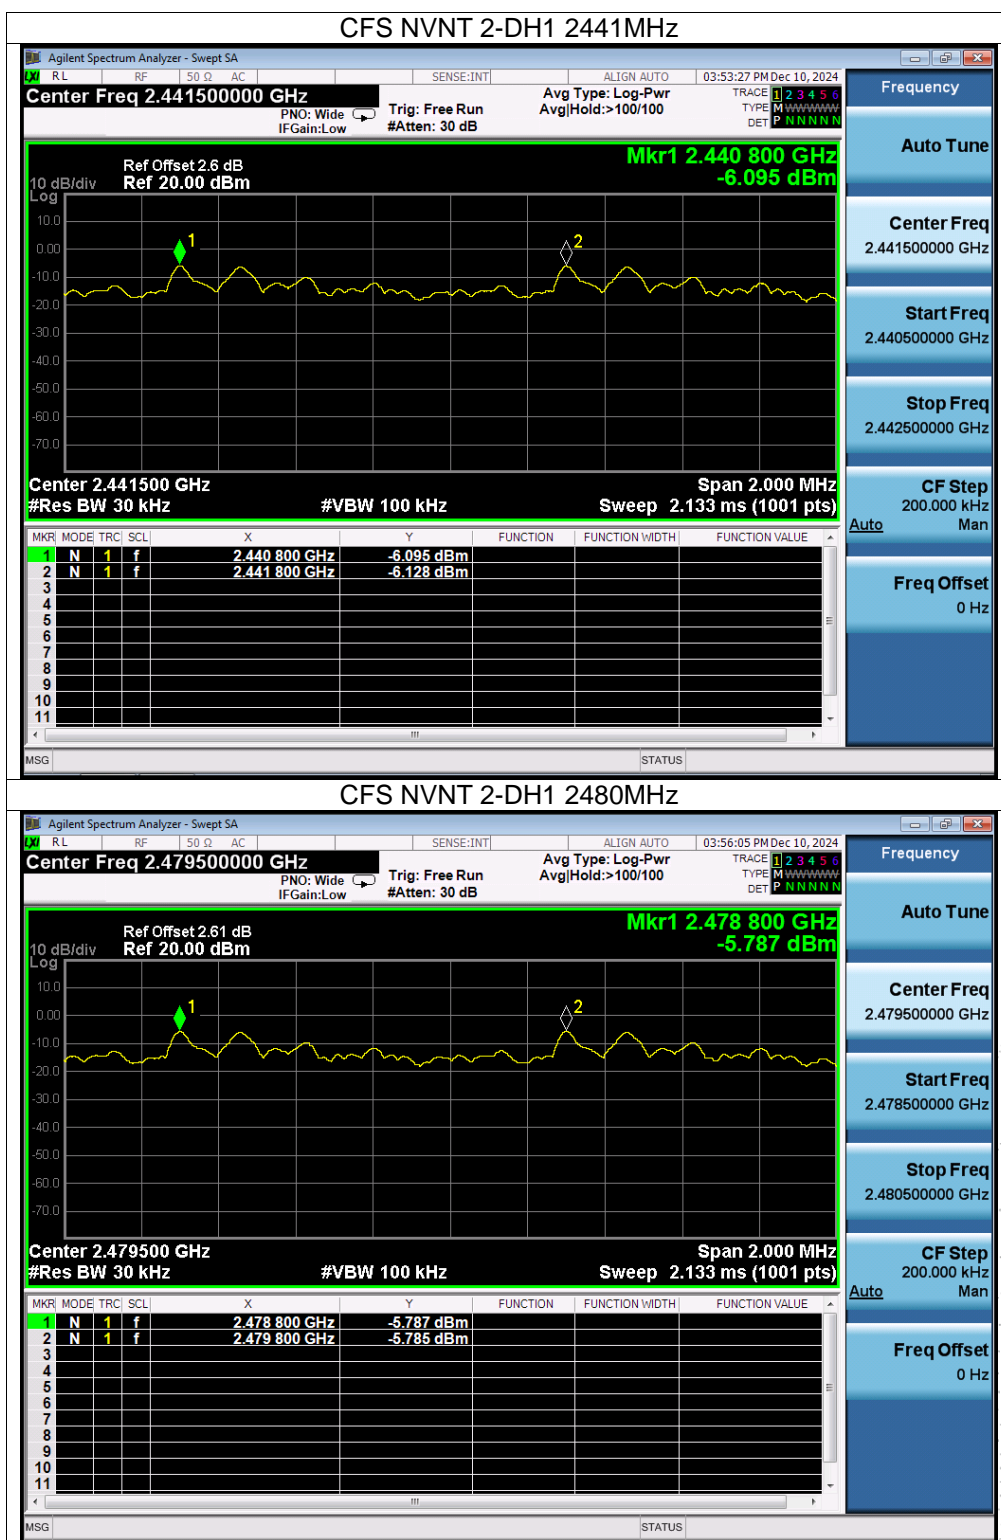 CFS NVNT 2-DH1 2441MHz
Agilent Spectrum Analyzer - Swept SA
LXI RL RF 50 Ω AC SENSE:INT ALIGN AUTO 03:53:27 PM Dec 10, 2024
Center Freq 2.441500000 GHz
PNO: Wide
IFGain:Low
Trig: Free Run
#Atten: 30 dB
Avg Type: Log-Pwr
Avg|Hold:>100/100
TRACE 1 2 3 4 5 6
TYPE M WWWWW
DET P N N N N N
Frequency
Ref Offset 2.6 dB
10 dB/div Ref 20.00 dBm
Log
Mkr1 2.440 800 GHz
-6.095 dBm
10.0
0.00
-10.0
-20.0
-30.0
-40.0
-50.0
-60.0
-70.0
1
2
Center 2.441500 GHz Span 2.000 MHz
#Res BW 30 kHz #VBW 100 kHz Sweep 2.133 ms (1001 pts)
MKR MODE TRC SCL X Y FUNCTION FUNCTION WIDTH FUNCTION VALUE
1 N 1 f 2.440 800 GHz -6.095 dBm
2 N 1 f 2.441 800 GHz -6.128 dBm
3
4
5
6
7
8
9
10
11
MSG STATUS
Auto Tune
Center Freq
2.441500000 GHz
Start Freq
2.440500000 GHz
Stop Freq
2.442500000 GHz
CF Step
200.000 kHz
Auto Man
Freq Offset
0 Hz
CFS NVNT 2-DH1 2480MHz
Agilent Spectrum Analyzer - Swept SA
LXI RL RF 50 Ω AC SENSE:INT ALIGN AUTO 03:56:05 PM Dec 10, 2024
Center Freq 2.479500000 GHz
PNO: Wide
IFGain:Low
Trig: Free Run
#Atten: 30 dB
Avg Type: Log-Pwr
Avg|Hold:>100/100
TRACE 1 2 3 4 5 6
TYPE M WWWWW
DET P N N N N N
Frequency
Ref Offset 2.61 dB
10 dB/div Ref 20.00 dBm
Log
Mkr1 2.478 800 GHz
-5.787 dBm
10.0
0.00
-10.0
-20.0
-30.0
-40.0
-50.0
-60.0
-70.0
1
2
Center 2.479500 GHz Span 2.000 MHz
#Res BW 30 kHz #VBW 100 kHz Sweep 2.133 ms (1001 pts)
MKR MODE TRC SCL X Y FUNCTION FUNCTION WIDTH FUNCTION VALUE
1 N 1 f 2.478 800 GHz -5.787 dBm
2 N 1 f 2.479 800 GHz -5.785 dBm
3
4
5
6
7
8
9
10
11
MSG STATUS
Auto Tune
Center Freq
2.479500000 GHz
Start Freq
2.478500000 GHz
Stop Freq
2.480500000 GHz
CF Step
200.000 kHz
Auto Man
Freq Offset
0 Hz